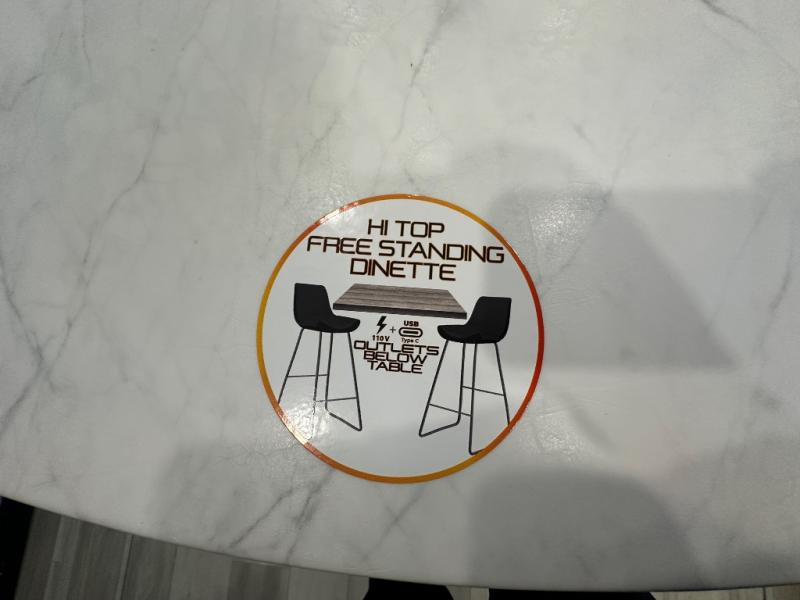 HI TOP
FREE STANDING
DINETTE
110V + USB Type C
OUTLETS
BELOW
TABLE